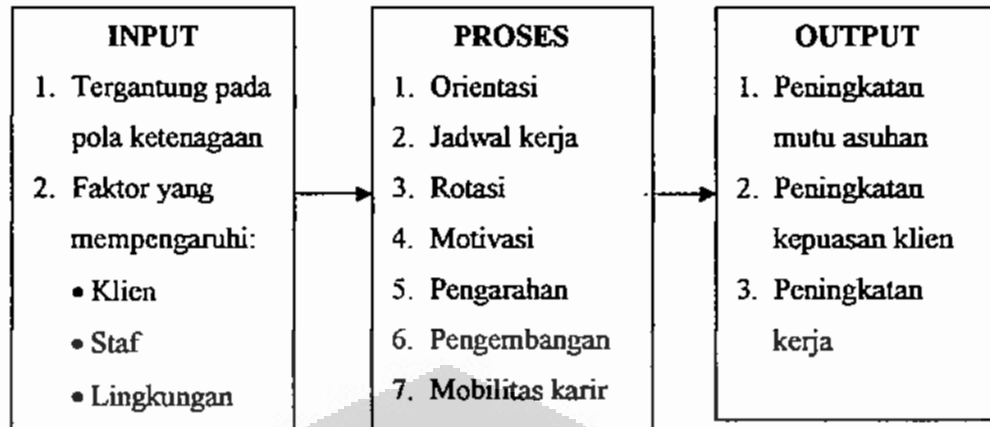 INPUT
1. Tergantung pada
pola ketenagaan
2. Faktor yang
mempengaruhi:
• Klien
• Staf
• Lingkungan
PROSES
1. Orientasi
2. Jadwal kerja
3. Rotasi
4. Motivasi
5. Pengarahan
6. Pengembangan
7. Mobilitas karir
OUTPUT
1. Peningkatan
mutu asuhan
2. Peningkatan
kepuasan klien
3. Peningkatan
kerja